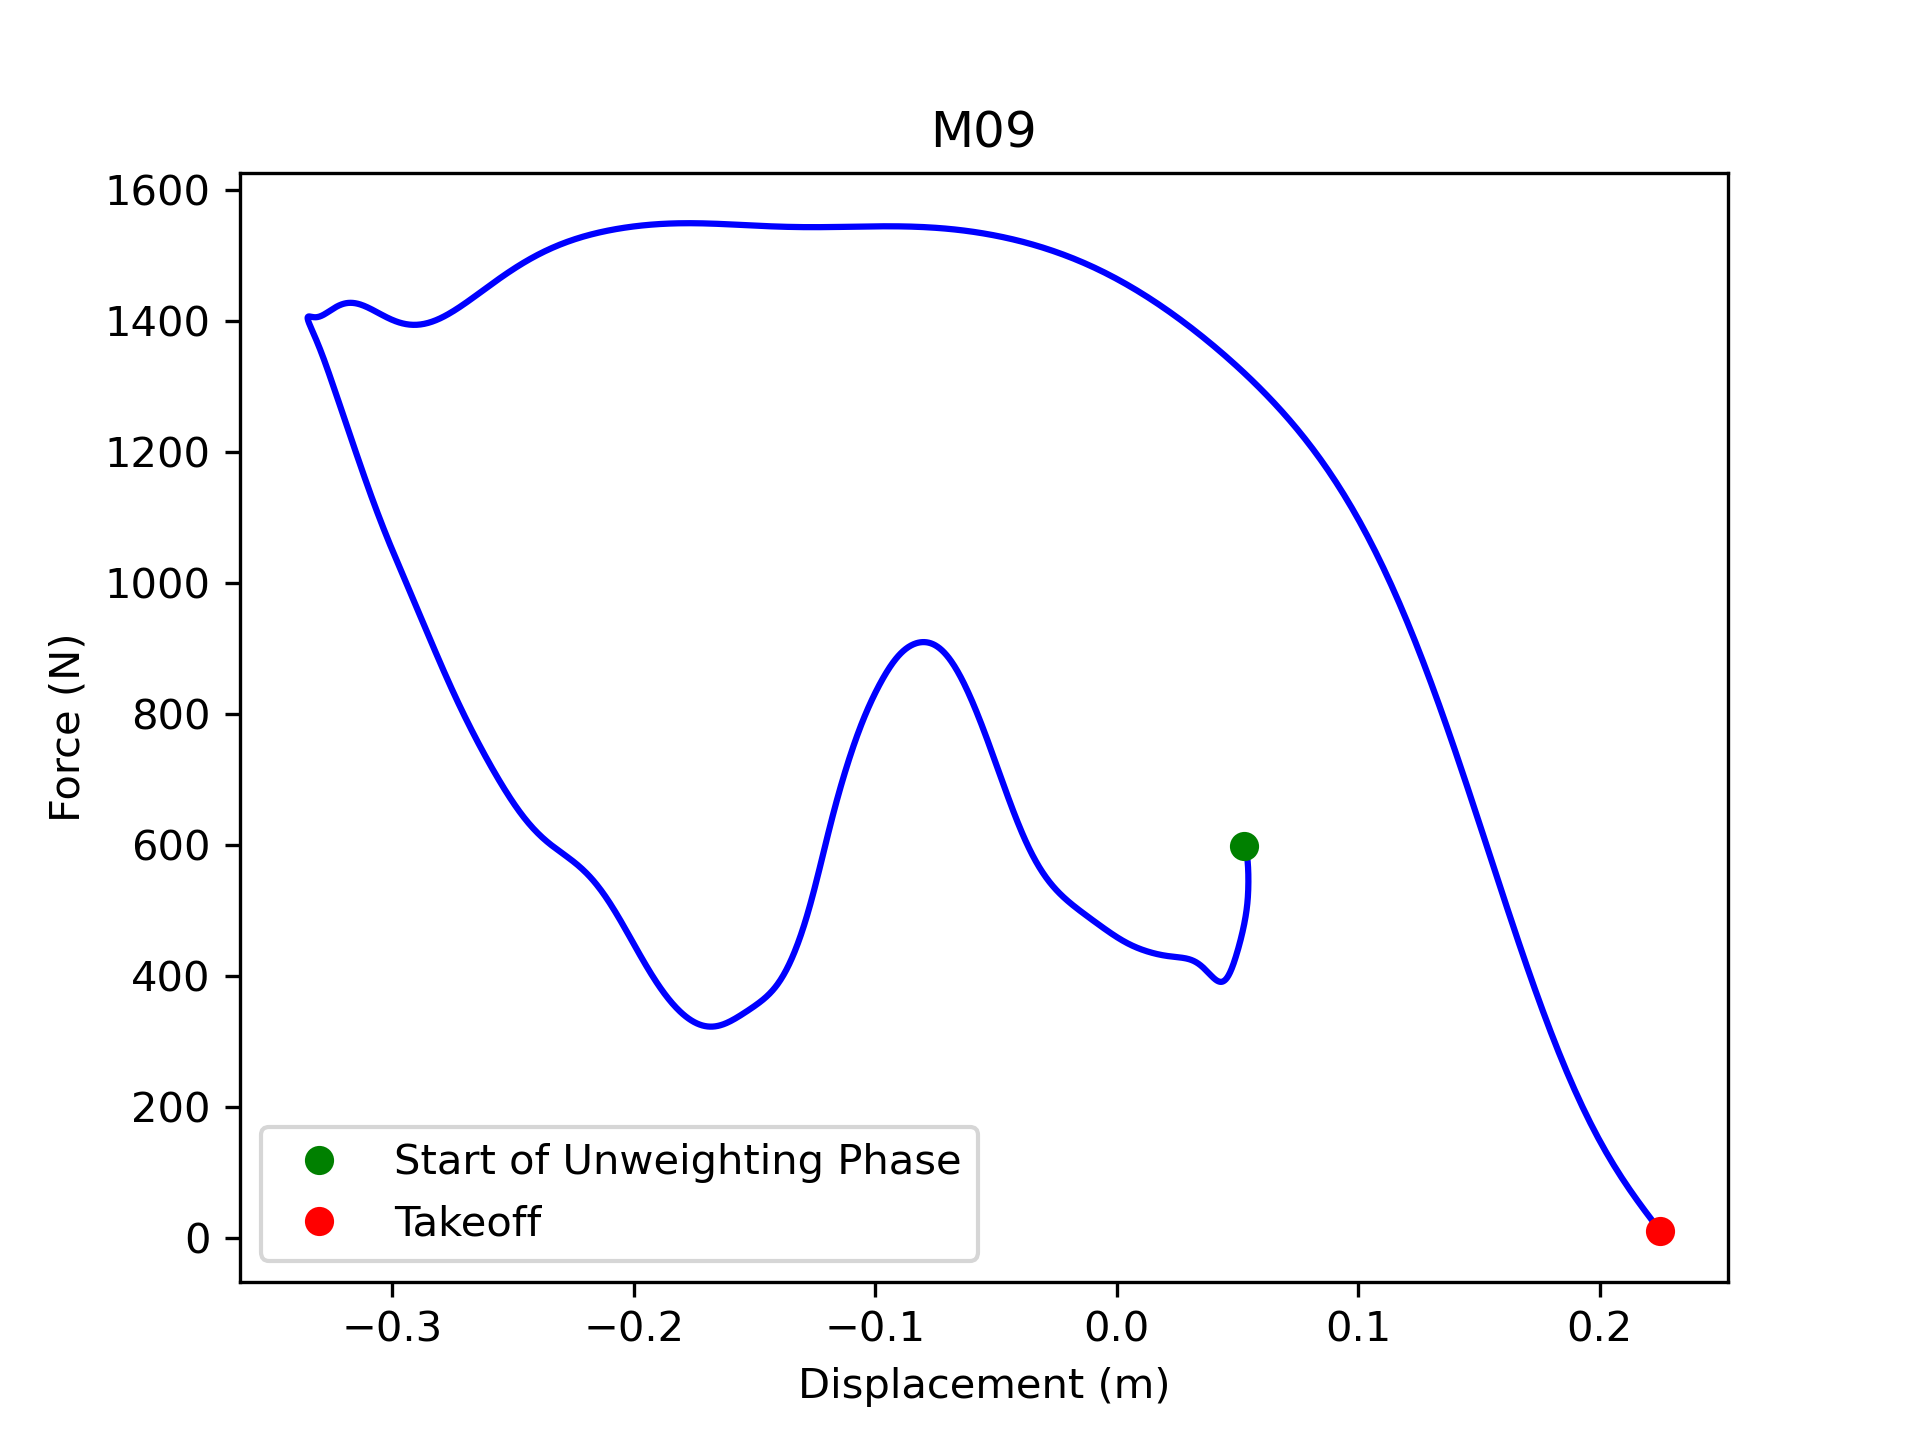 M09
1600
1400
1200
1000
800
600
400
200
0
Force (N)
Start of Unweighting Phase
Takeoff
−0.3 −0.2 −0.1 0.0 0.1 0.2
Displacement (m)